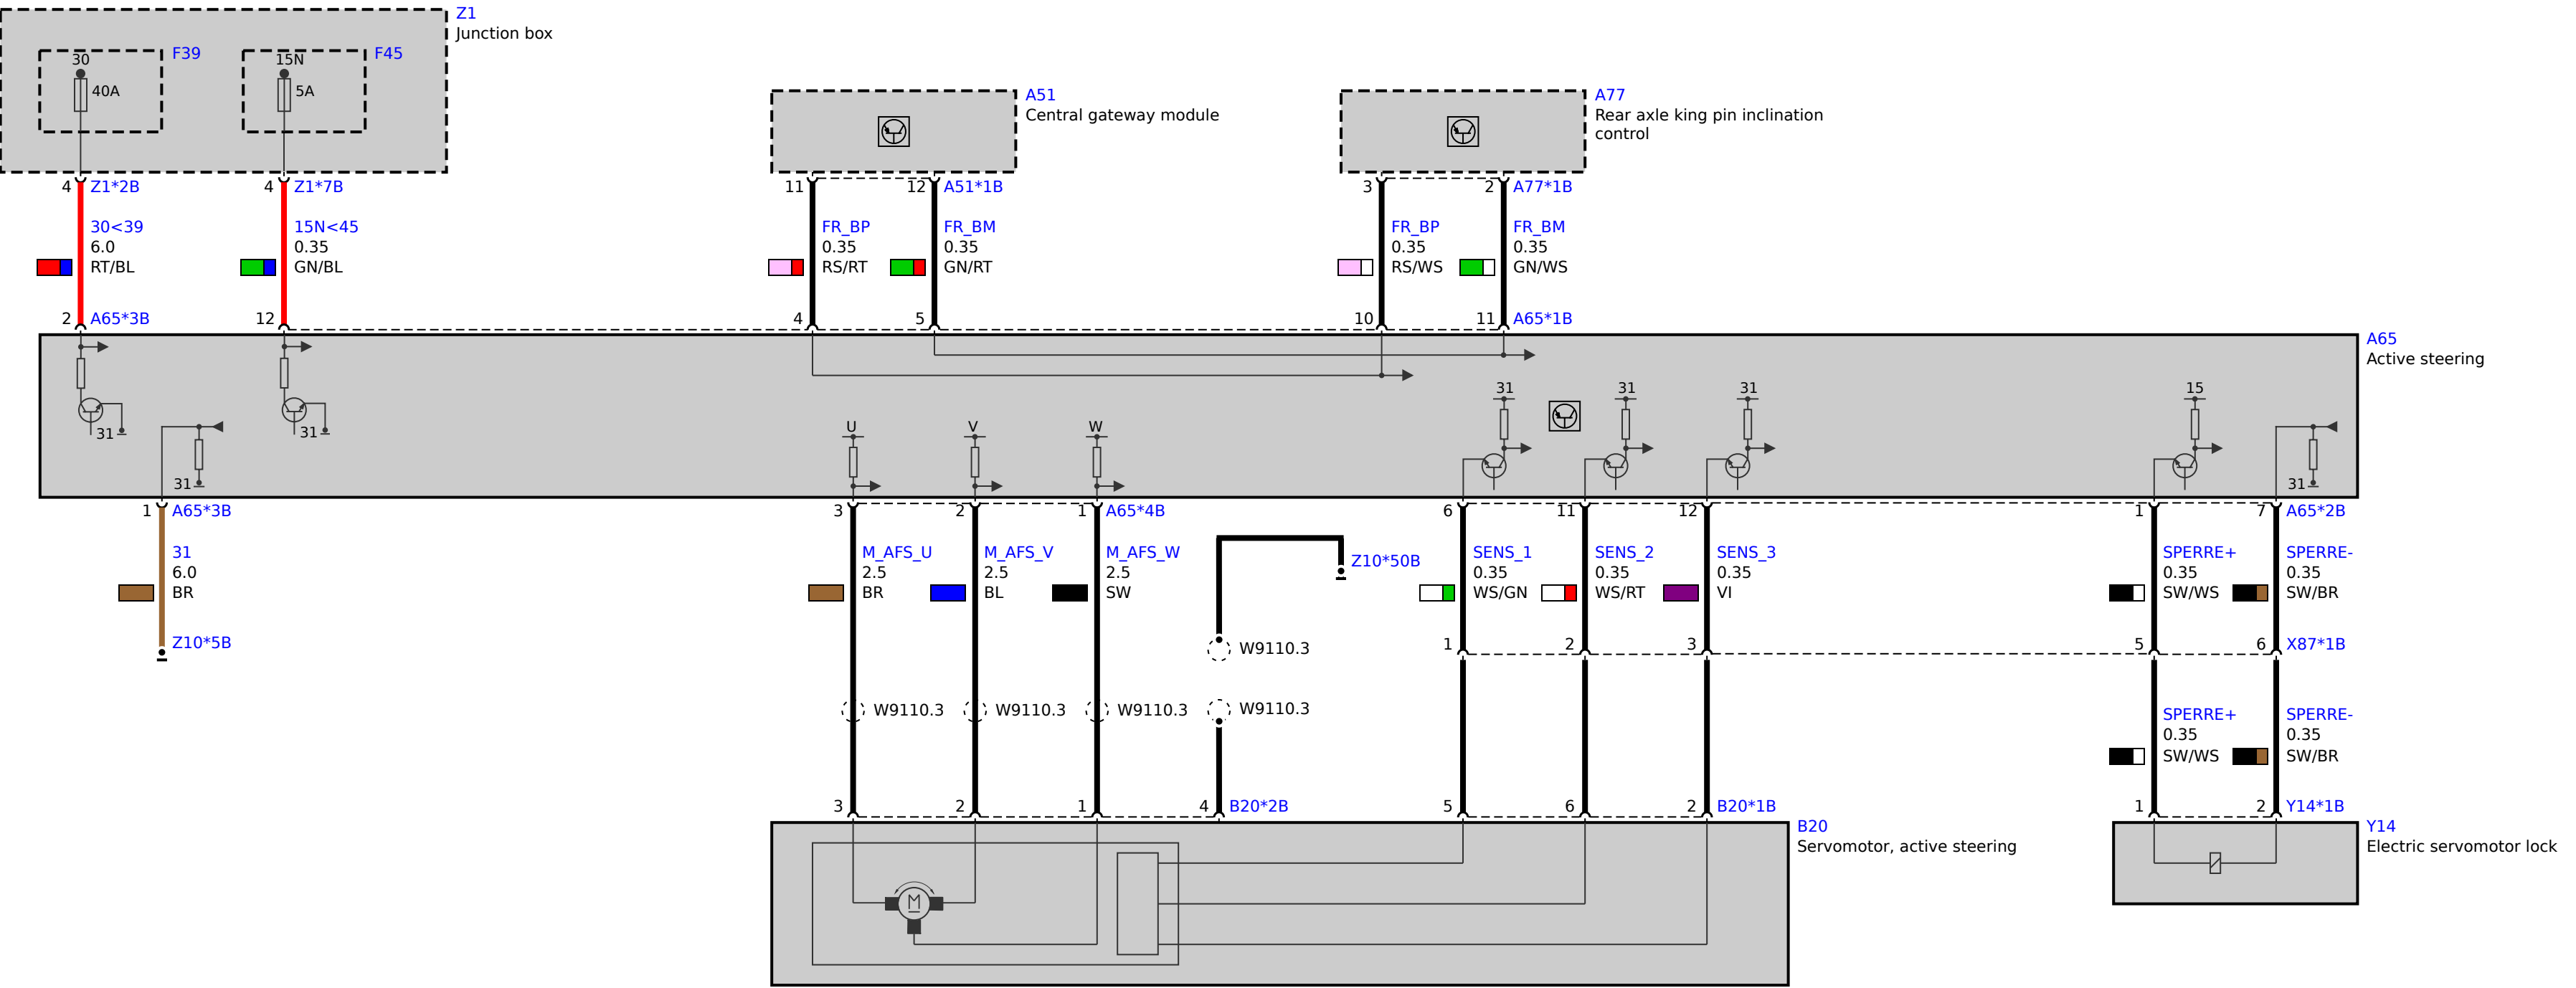 Z1
Junction box
30
F39
15N
F45
40A
5A
A51
Central gateway module
A77
Rear axle king pin inclination
control
4
Z1*2B
4
Z1*7B
11
12
A51*1B
3
2
A77*1B
30<39
6.0
RT/BL
15N<45
0.35
GN/BL
FR_BP
0.35
RS/RT
FR_BM
0.35
GN/RT
FR_BP
0.35
RS/WS
FR_BM
0.35
GN/WS
2
A65*3B
12
4
5
10
11
A65*1B
A65
Active steering
31
31
31
U
V
W
31
31
31
15
31
1
A65*3B
3
2
1
A65*4B
6
11
12
1
7
A65*2B
31
6.0
BR
Z10*5B
M_AFS_U
2.5
BR
M_AFS_V
2.5
BL
M_AFS_W
2.5
SW
Z10*50B
SENS_1
0.35
WS/GN
SENS_2
0.35
WS/RT
SENS_3
0.35
VI
SPERRE+
0.35
SW/WS
SPERRE-
0.35
SW/BR
W9110.3
1
2
3
5
6
X87*1B
W9110.3
W9110.3
W9110.3
W9110.3
SPERRE+
0.35
SW/WS
SPERRE-
0.35
SW/BR
3
2
1
4
B20*2B
5
6
2
B20*1B
1
2
Y14*1B
B20
Servomotor, active steering
Y14
Electric servomotor lock
M